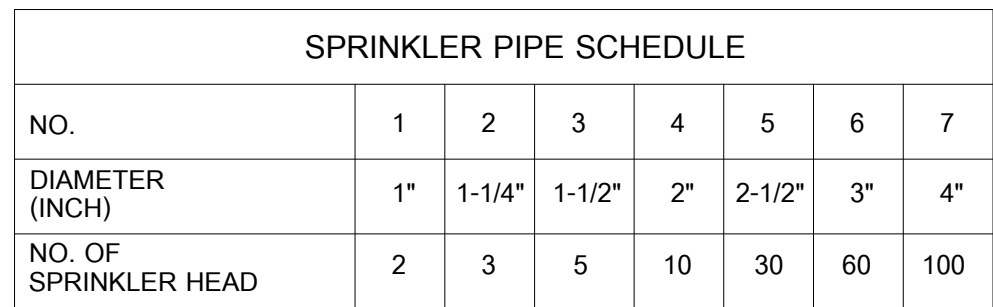 SPRINKLER PIPE SCHEDULE
NO. 1 2 3 4 5 6 7
DIAMETER
(INCH) 1" 1-1/4" 1-1/2" 2" 2-1/2" 3" 4"
NO. OF
SPRINKLER HEAD 2 3 5 10 30 60 100